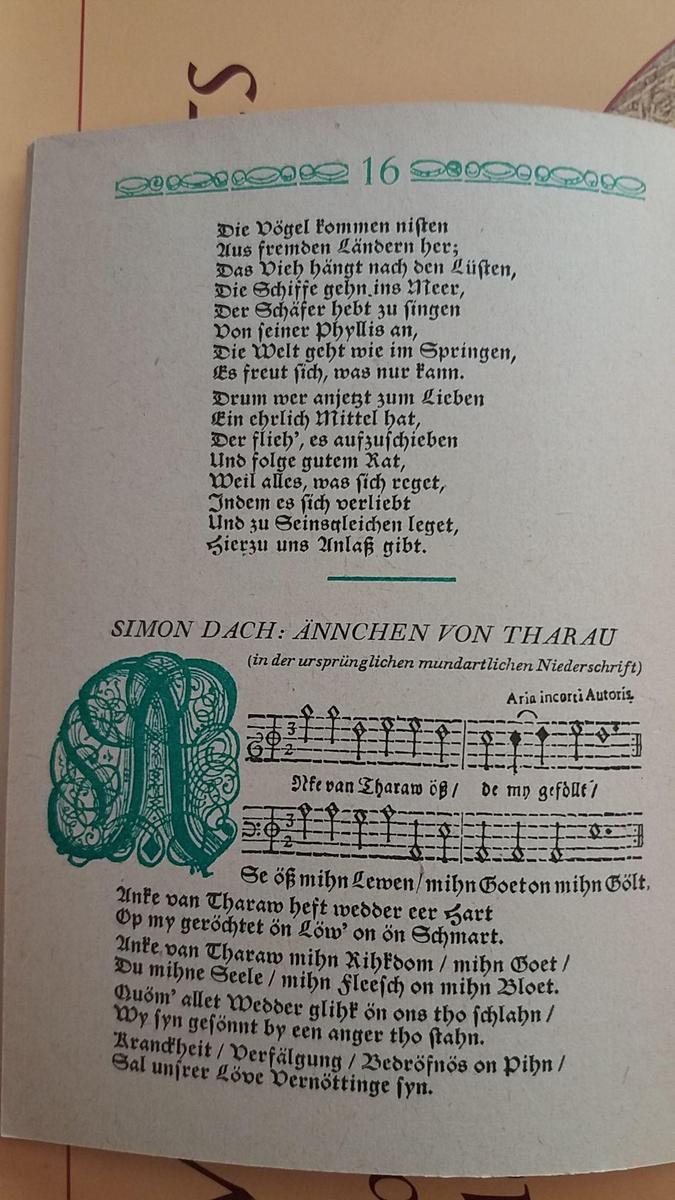 16
Die Vögel kommen nisten
Aus fremden Ländern her;
Das Vieh hängt nach den Lüsten,
Die Schiffe gehn ins Meer,
Der Schäfer hebt zu singen
Von seiner Phyllis an,
Die Welt geht wie im Springen,
Es freut sich, was nur kann.
Drum wer anjetzt zum Lieben
Ein ehrlich Mittel hat,
Der flieh', es aufzuschieben
Und folge gutem Rat,
Weil alles, was sich reget,
Indem es sich verliebt
Und zu Seinsgleichen leget,
Hierzu uns Anlaß gibt.
SIMON DACH: ÄNNCHEN VON THARAU
(in der ursprünglichen mundartlichen Niederschrift)
Aria incerti Autoris.
A
Nke van Tharaw öß / de my geföllt /
Se öß mihn Lewen / mihn Goet on mihn Gölt.
Anke van Tharaw heft wedder eer Hart
Op my geröchtet ön Löw' on ön Schmart.
Anke van Tharaw mihn Rihkdom / mihn Goet /
Du mihne Seele / mihn Fleesch on mihn Bloet.
Quöm' allet Wedder glihk ön ons tho schlahn /
Wy syn gesönnt by een anger tho stahn.
Kranckheit / Verfälgung / Bedröfnös on Pihn /
Sal unsrer Löve Vernöttinge syn.